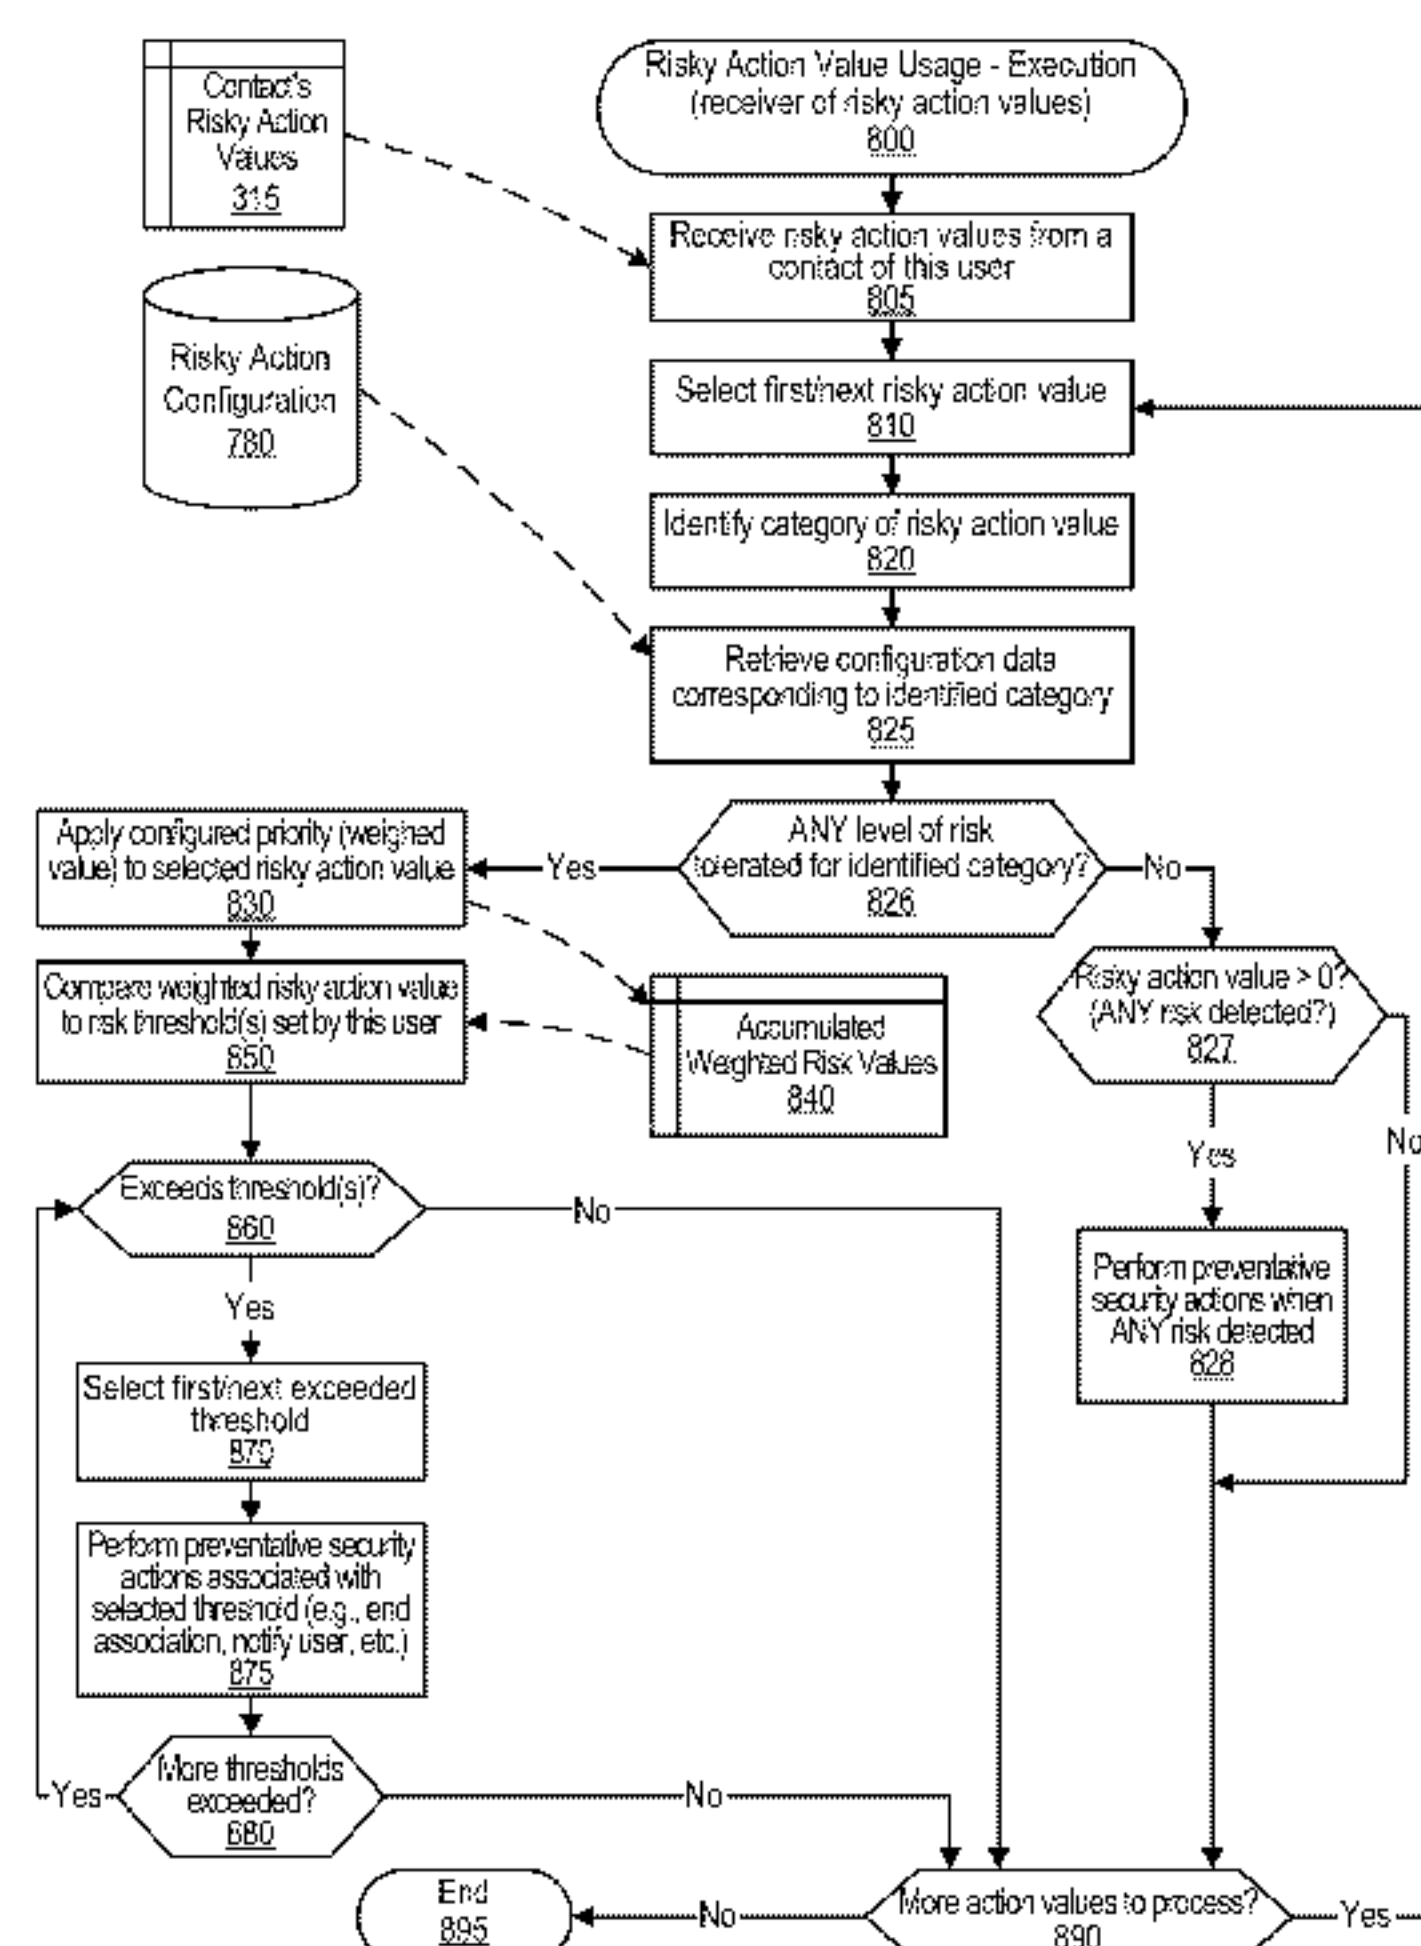 Contact's
Risky Action
Values
315
Risky Action Value Usage - Execution
(receiver of risky action values)
800
Receive risky action values from a
contact of this user
805
Risky Action
Configuration
780
Select first/next risky action value
810
Identify category of risky action value
820
Retrieve configuration data
corresponding to identified category
825
ANY level of risk
tolerated for identified category?
826
Yes
No
Apply configured priority (weighed
value) to selected risky action value
830
Compare weighted risky action value
to risk threshold(s) set by this user
850
Accumulated
Weighted Risk Values
840
Risky action value > 0?
(ANY risk detected?)
827
Yes
No
Exceeds threshold(s)?
860
No
Yes
Perform preventative
security actions when
ANY risk detected
828
Select first/next exceeded
threshold
870
Perform preventative security
actions associated with
selected threshold (e.g., end
association, notify user, etc.)
875
More thresholds
exceeded?
680
Yes
No
End
895
No
More action values to process?
890
Yes